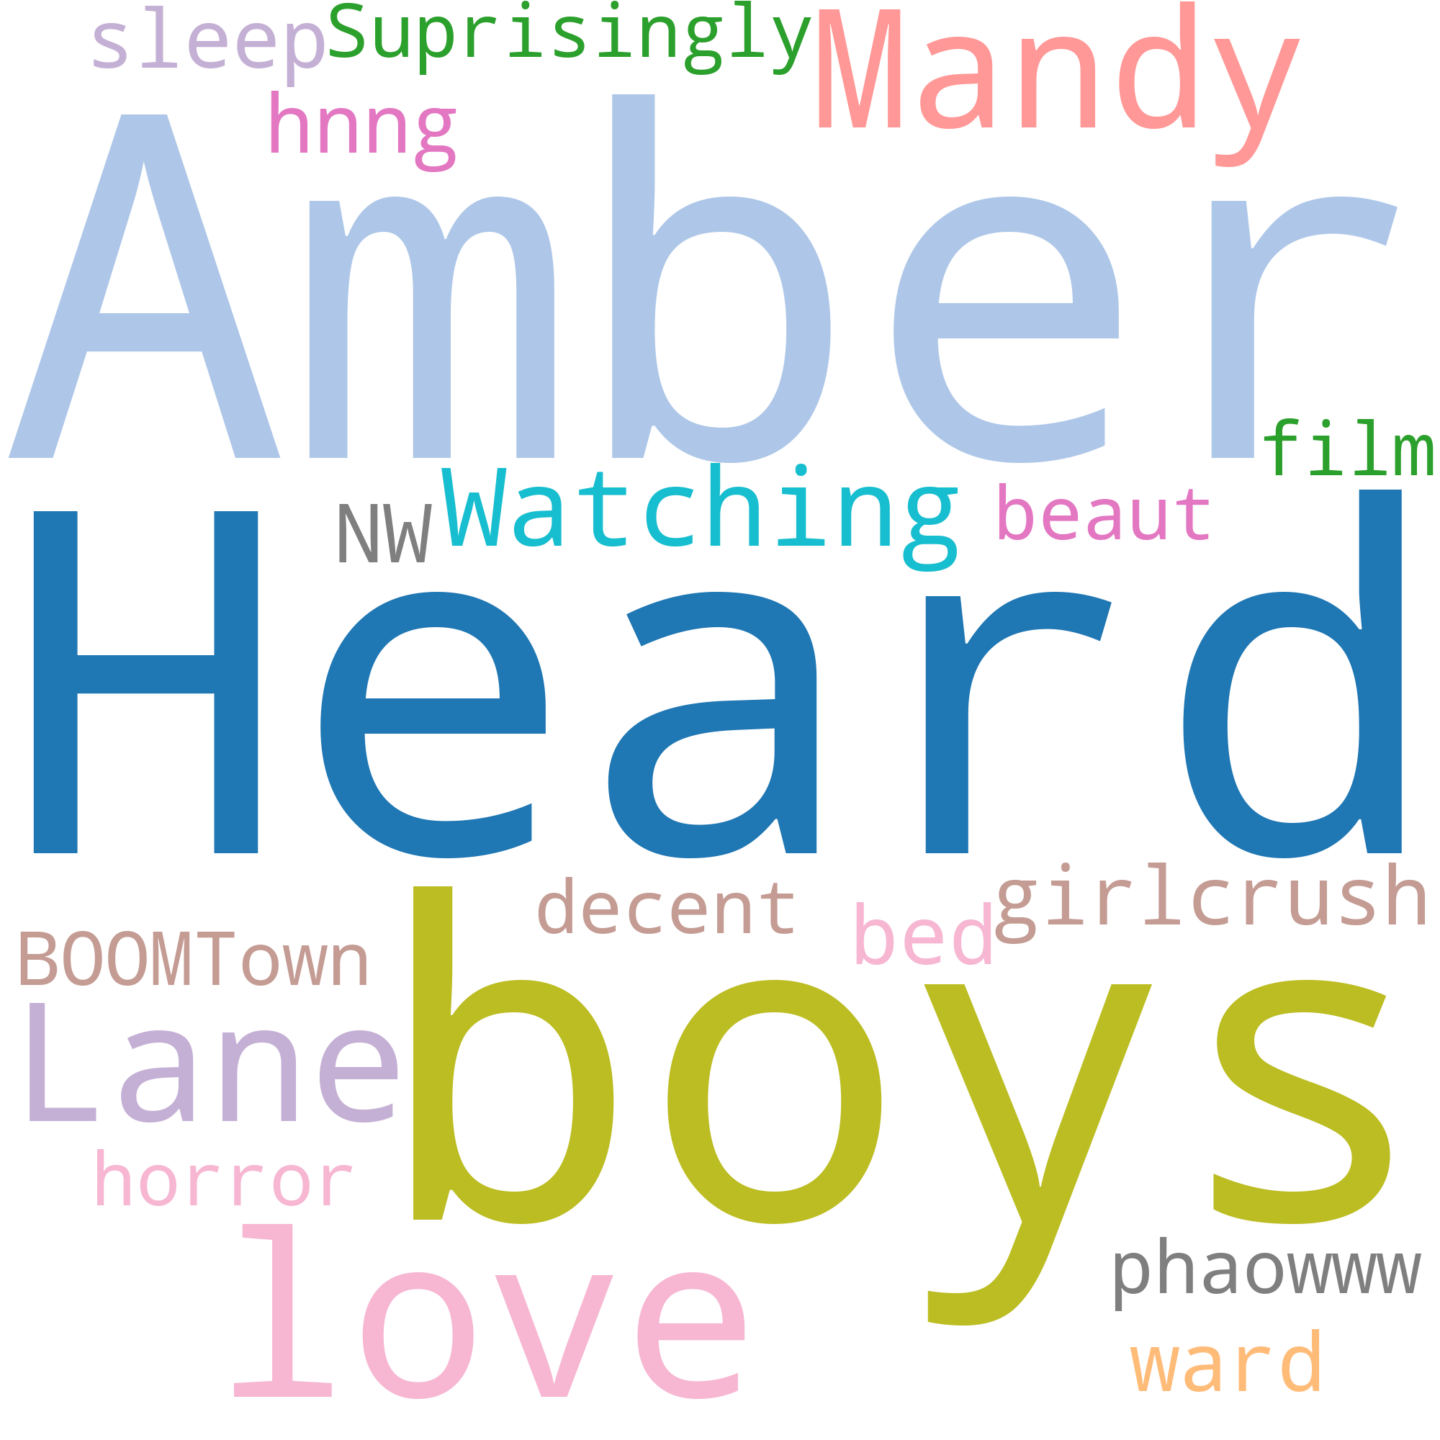 sleep Suprisingly Mandy
hnng
Amber
film
NW Watching beaut
Heard
decent bed girlcrush
BOOMTown
boys
Lane
horror
love
phaowww
ward